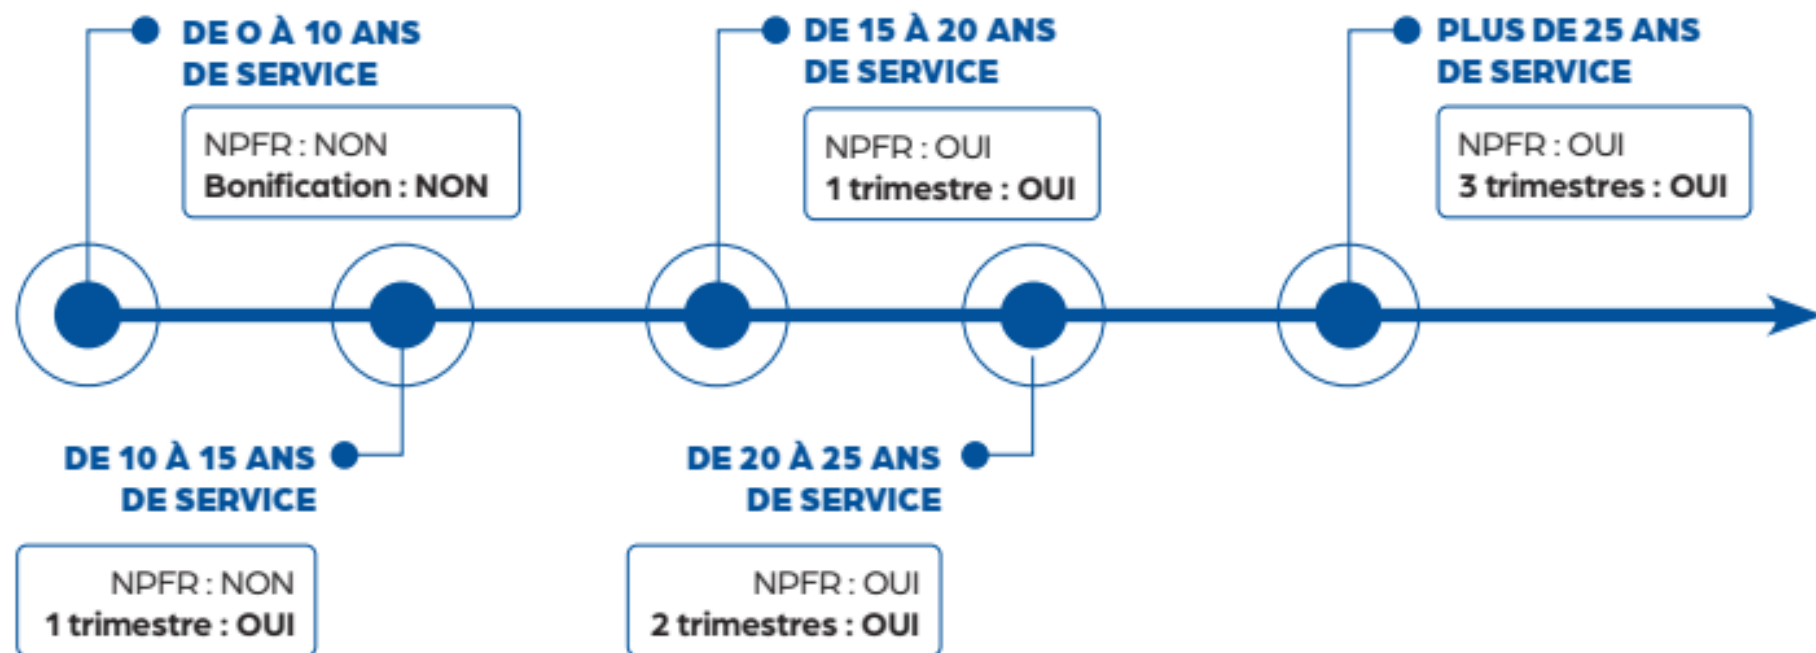 DE 0 À 10 ANS
DE SERVICE
NPFR : NON
Bonification : NON
DE 10 À 15 ANS
DE SERVICE
NPFR : NON
1 trimestre : OUI
DE 15 À 20 ANS
DE SERVICE
NPFR : OUI
1 trimestre : OUI
DE 20 À 25 ANS
DE SERVICE
NPFR : OUI
2 trimestres : OUI
PLUS DE 25 ANS
DE SERVICE
NPFR : OUI
3 trimestres : OUI